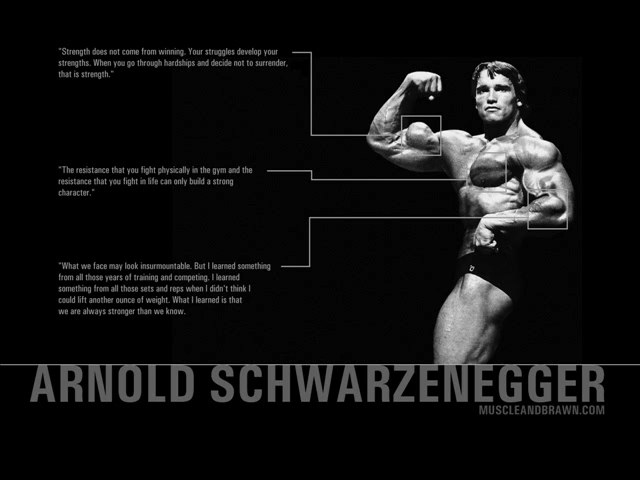 "Strength does not come from winning. Your struggles develop your
strengths. When you go through hardships and decide not to surrender,
that is strength."
"The resistance that you fight physically in the gym and the
resistance that you fight in life can only build a strong
character."
"What we face may look insurmountable. But I learned something
from all those years of training and competing. I learned
something from all those sets and reps when I didn't think I
could lift another ounce of weight. What I learned is that
we are always stronger than we know.
ARNOLD SCHWARZENEGGER
MUSCLEANDBRAWN.COM